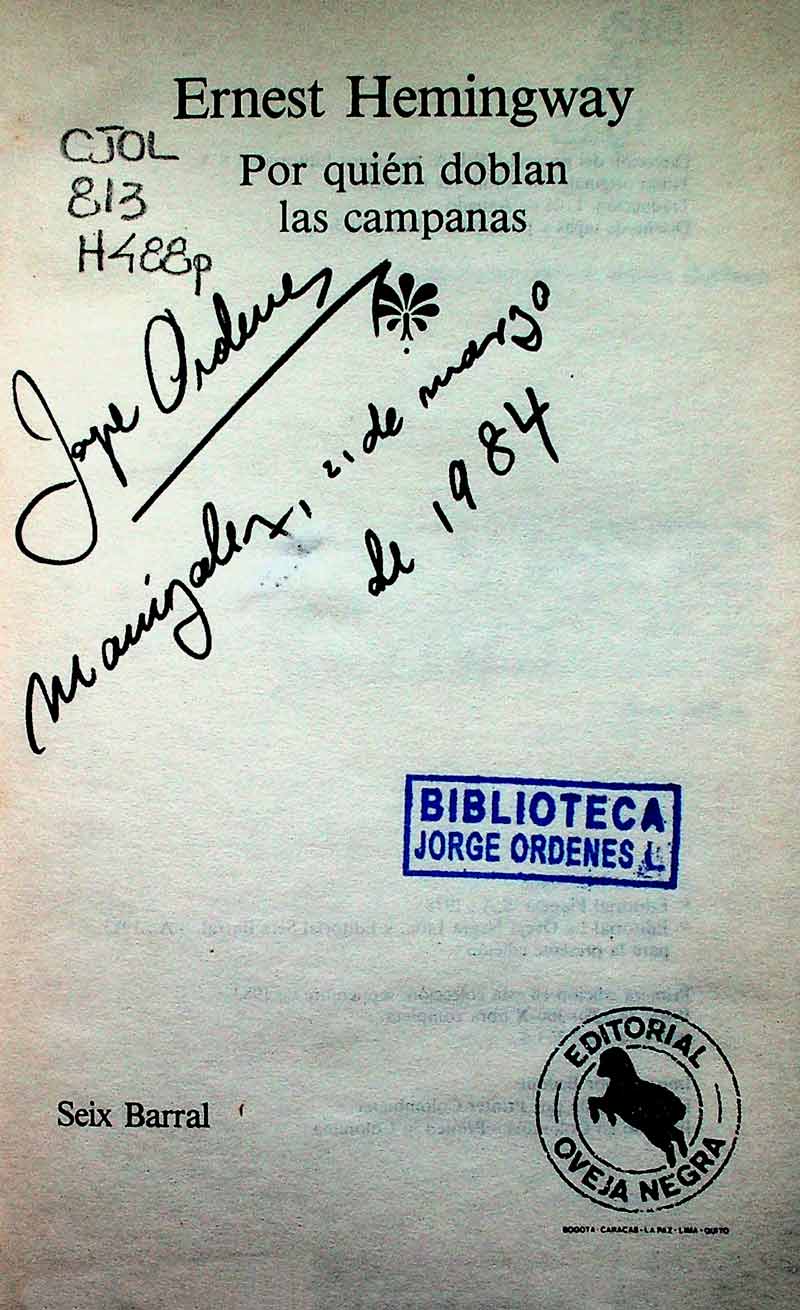 Ernest Hemingway
CJOL
813
H488p
Por quién doblan
las campanas
Jorge Ordenes
Manizales, 21 de marzo
de 1984
BIBLIOTECA
JORGE ORDENES L
Seix Barral
EDITORIAL
OVEJA NEGRA
BOGOTA - CARACAS - LA PAZ - LIMA - QUITO